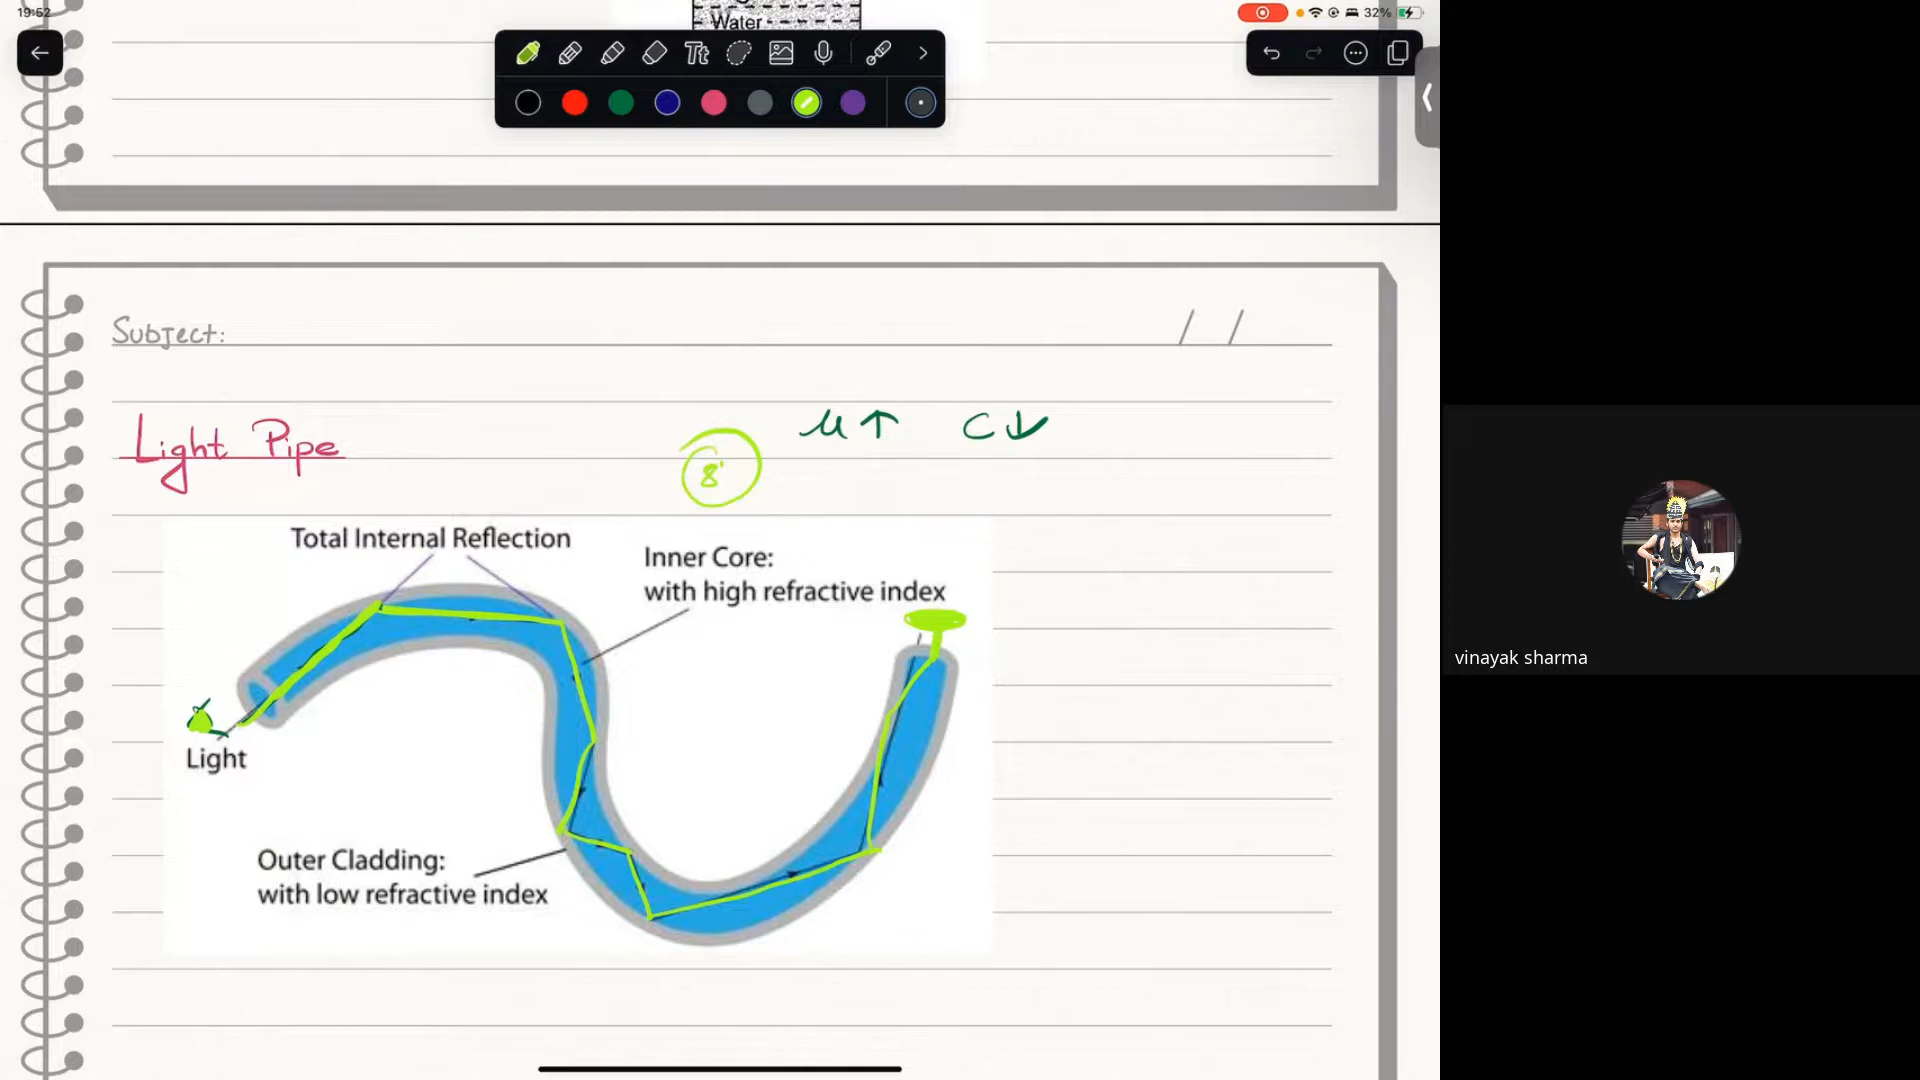 19:52
32%
Water
Tt
Subject:
/ /
Light Pipe
μ↑ C↓
8
Total Internal Reflection
Inner Core:
with high refractive index
Light
Outer Cladding:
with low refractive index
vinayak sharma